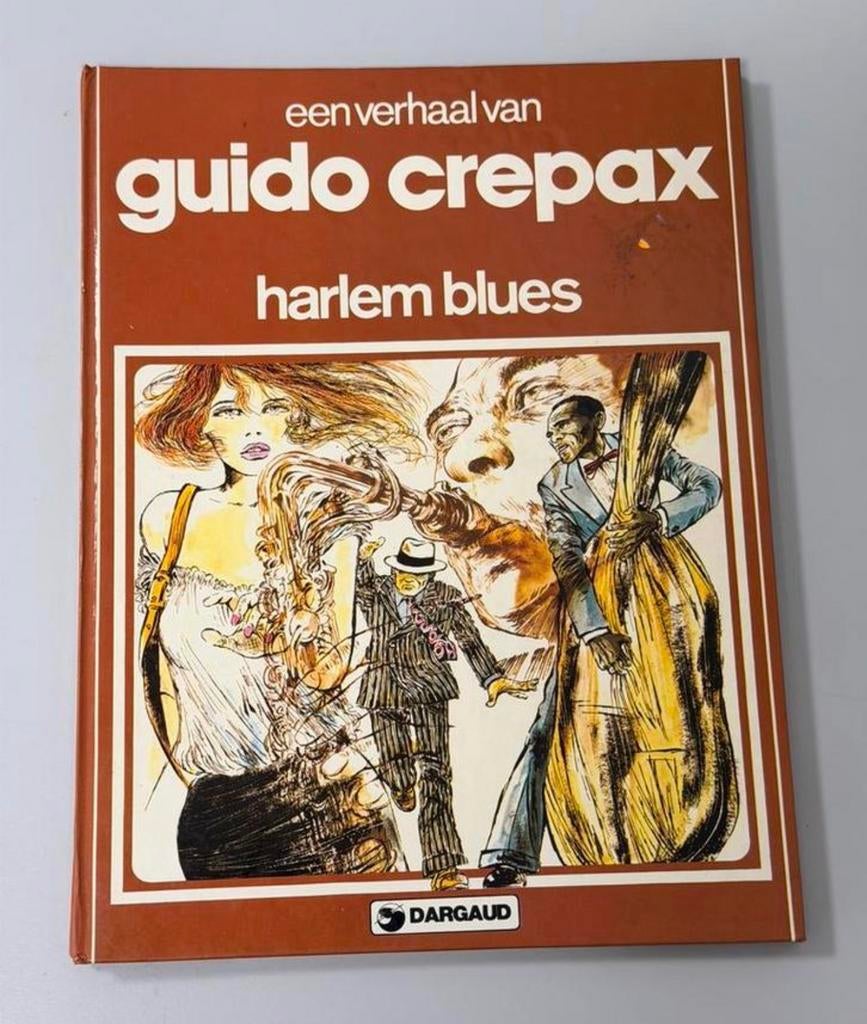 een verhaal van
guido crepax
harlem blues
DARGAUD